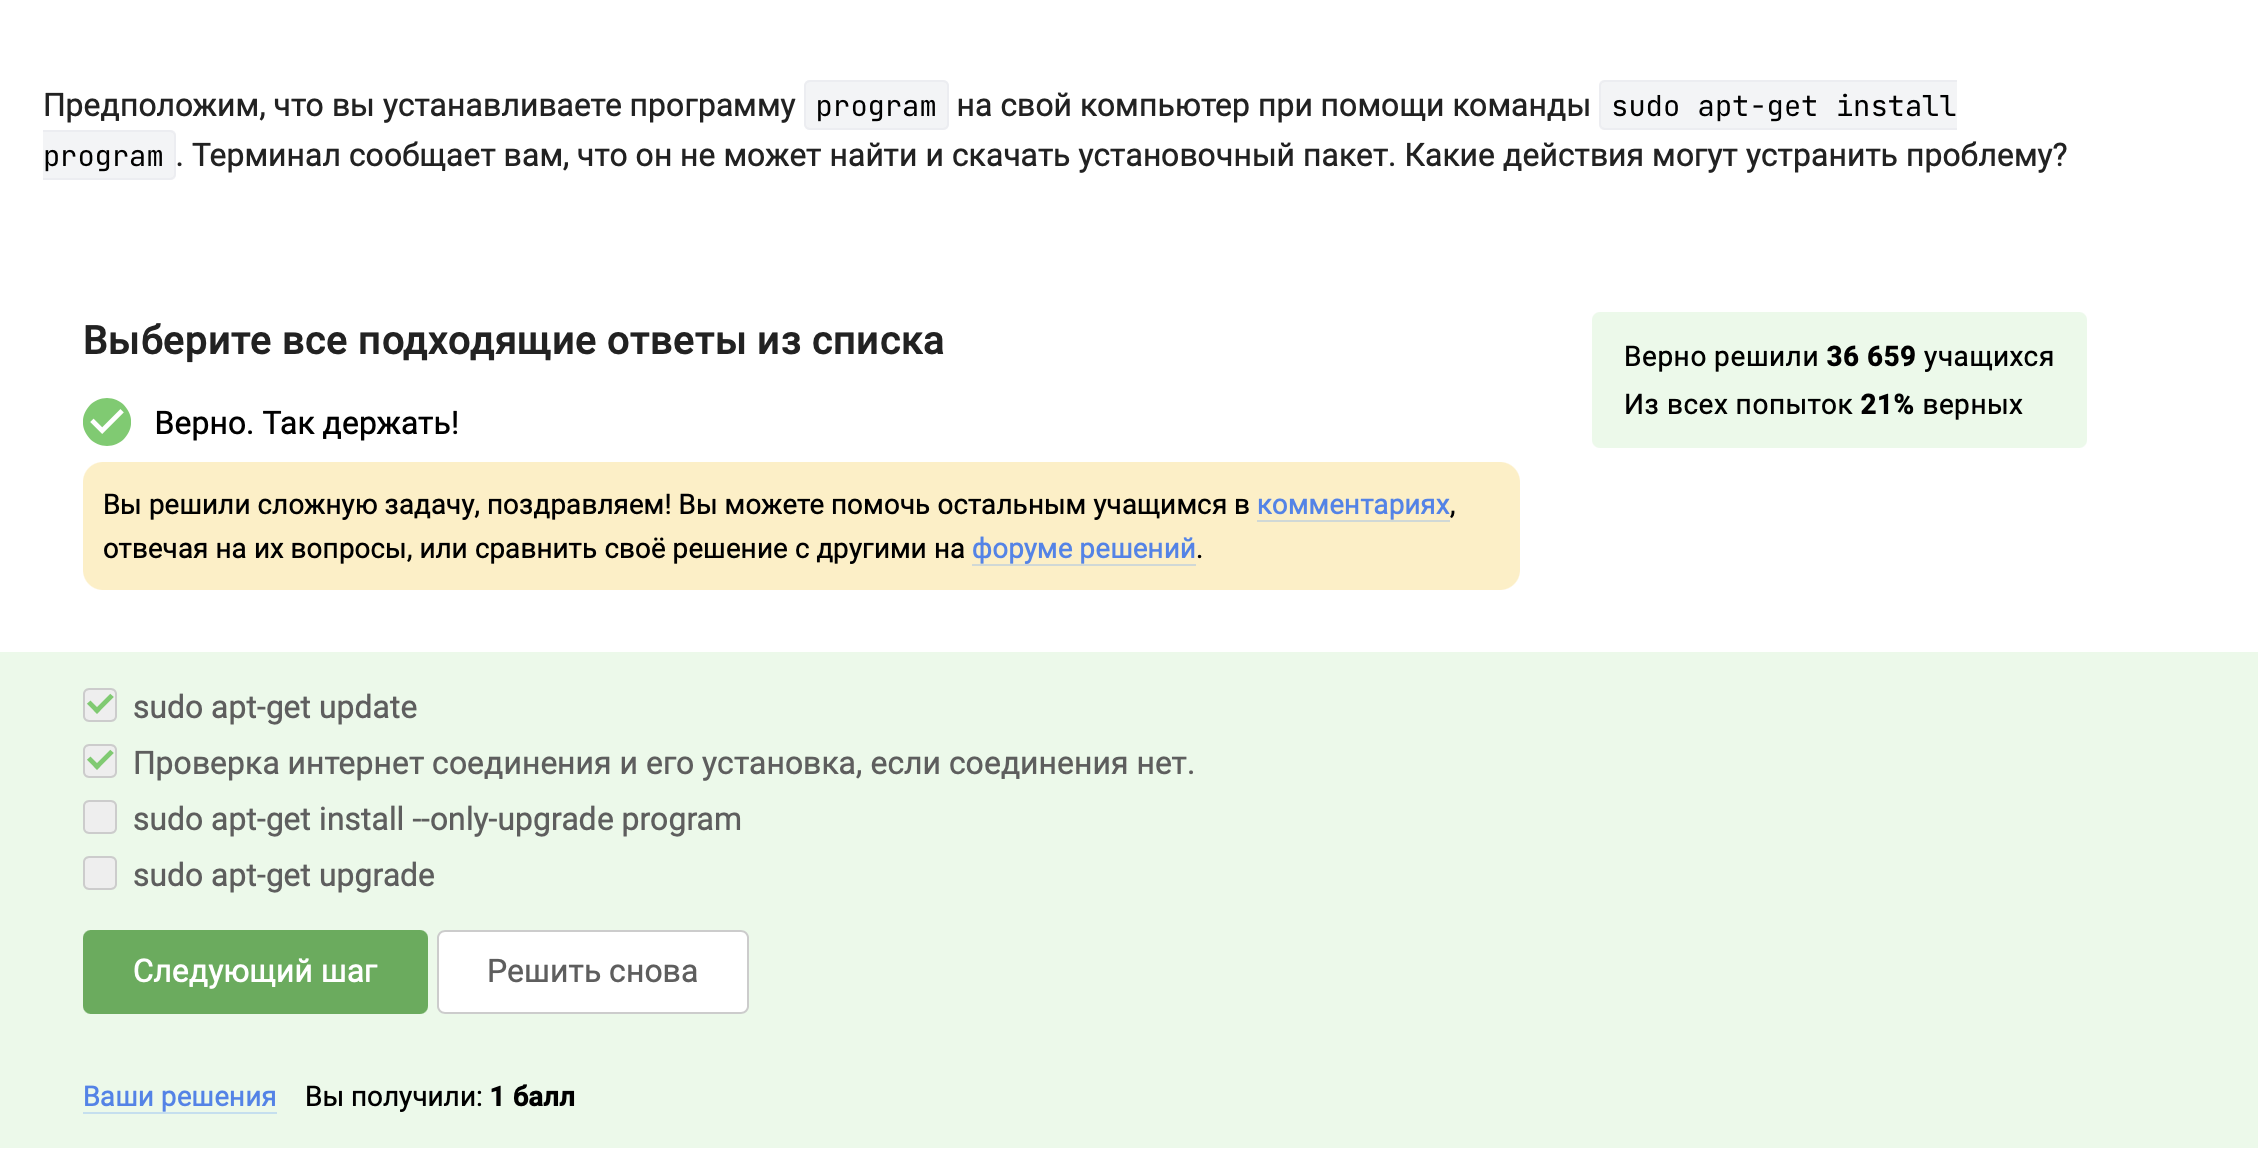 Предположим, что вы устанавливаете программу program на свой компьютер при помощи команды sudo apt-get install
program. Терминал сообщает вам, что он не может найти и скачать установочный пакет. Какие действия могут устранить проблему?
Выберите все подходящие ответы из списка
Верно решили 36 659 учащихся
Из всех попыток 21% верных
Верно. Так держать!
Вы решили сложную задачу, поздравляем! Вы можете помочь остальным учащимся в комментариях,
отвечая на их вопросы, или сравнить своё решение с другими на форуме решений.
sudo apt-get update
Проверка интернет соединения и его установка, если соединения нет.
sudo apt-get install --only-upgrade program
sudo apt-get upgrade
Следующий шаг
Решить снова
Ваши решения Вы получили: 1 балл